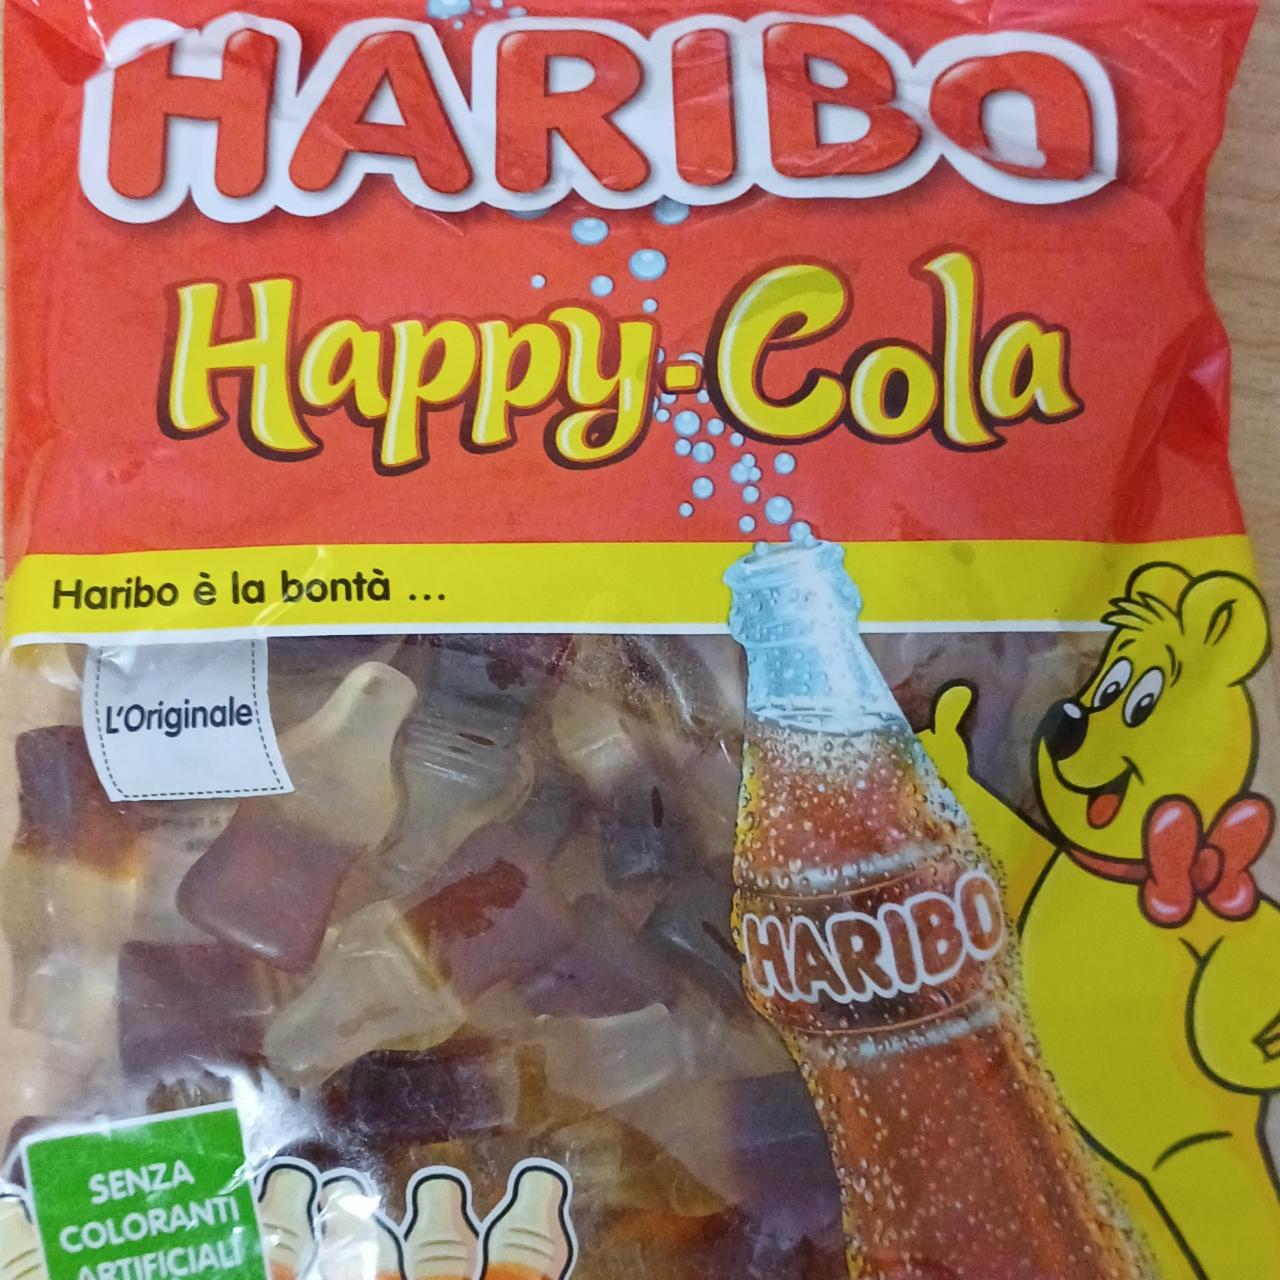 HARIBO
Happy-Cola
Haribo è la bontà ...
L'Originale
HARIBO
SENZA
COLORANTI
ARTIFICIALI